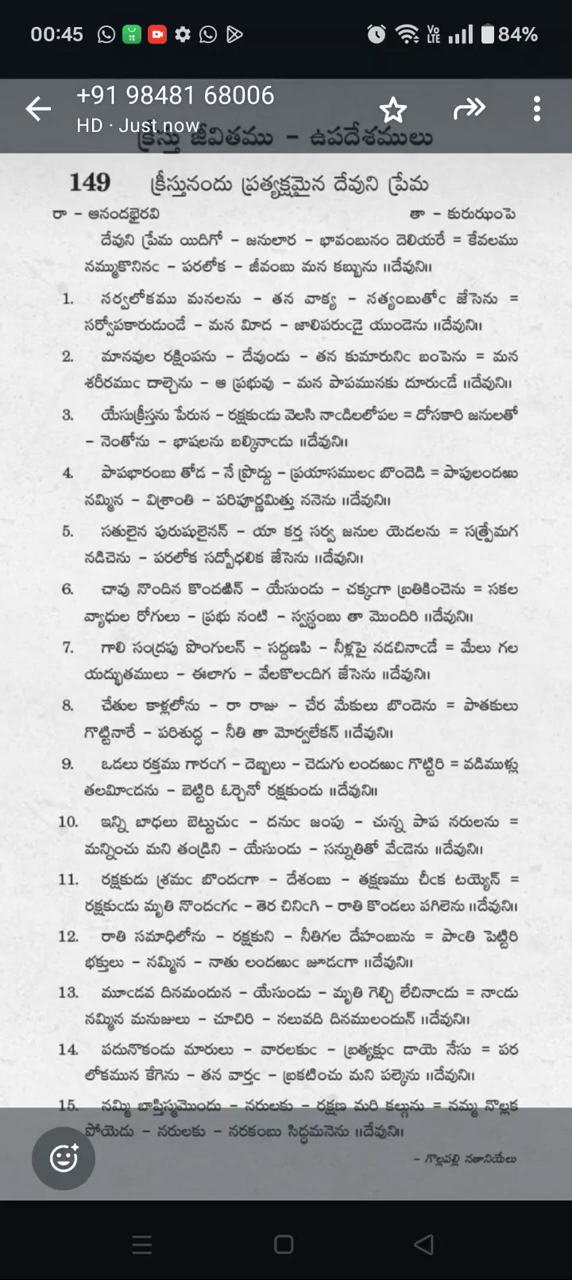 00:45
VoLTE 84%
+91 98481 68006
HD · Just now
క్రీస్తు జీవితము – ఉపదేశములు
149 క్రీస్తునందు ప్రత్యక్షమైన దేవుని ప్రేమ
రా – ఆనందభైరవి తా – కురుఝంపె
దేవుని ప్రేమ యిదిగో – జనులార – భావంబునం దెలియరే = కేవలము
నమ్ముకొనినఁ – పరలోక – జీవంబు మన కబ్బును ॥దేవుని॥
1. సర్వలోకము మనలను – తన వాక్య – సత్యంబుతోఁ జేసెను =
సర్వోపకారుడుండే – మన మీద – జాలిపరుఁడై యుండెను ॥దేవుని॥
2. మానవుల రక్షింపను – దేవుండు – తన కుమారునిఁ బంపెను = మన
శరీరముఁ దాల్చెను – ఆ ప్రభువు – మన పాపమునకు దూరుఁడే ॥దేవుని॥
3. యేసుక్రీస్తను పేరున – రక్షకుఁడు వెలసి నాఁడిలలోపల = దోసకారి జనులతో
– నెంతోను – భాషలను బల్కినాఁడు ॥దేవుని॥
4. పాపభారంబు తోడ – నే ప్రొద్దు – ప్రయాసములఁ బొందెడి = పాపులందఱు
నమ్మిన – విశ్రాంతి – పరిపూర్ణమిత్తు ననెను ॥దేవుని॥
5. సతులైన పురుషులైనన్ – యా కర్త సర్వ జనుల యెడలను = సత్ప్రేమగ
నడిచెను – పరలోక సద్బోధలిక జేసెను ॥దేవుని॥
6. చావు నొందిన కొందఱిన్ – యేసుండు – చక్కఁగా బ్రతికించెను = సకల
వ్యాధుల రోగులు – ప్రభు నంటి – స్వస్థంబు తా మొందిరి ॥దేవుని॥
7. గాలి సంద్రపు పొంగులన్ – సద్దణపి – నీళ్లపై నడచినాఁడే = మేలు గల
యద్భుతములు – ఈలాగు – వేలకొలఁదిగ జేసెను ॥దేవుని॥
8. చేతుల కాళ్లలోను – రా రాజు – చేర మేకులు బొందెను = పాతకులు
గొట్టినారే – పరిశుద్ధ – నీతి తా మోర్వలేకన్ ॥దేవుని॥
9. ఒడలు రక్తము గారఁగ – దెబ్బలు – చెడుగు లందఱుఁ గొట్టిరి = వడిముళ్లు
తలమీఁదను – బెట్టిరి ఓర్చెనో రక్షకుండు ॥దేవుని॥
10. ఇన్ని బాధలు బెట్టుచుఁ – దనుఁ జంపు – చున్న పాప నరులను =
మన్నించు మని తండ్రిని – యేసుండు – సన్నుతితో వేఁడెను ॥దేవుని॥
11. రక్షకుడు శ్రమఁ బొందఁగా – దేశంబు – తక్షణము చీఁక టయ్యెన్ =
రక్షకుఁడు మృతి నొందఁగఁ – తెర చినిఁగి – రాతి కొండలు పగిలెను ॥దేవుని॥
12. రాతి సమాధిలోను – రక్షకుని – నీతిగల దేహంబును = పాఁతి పెట్టిరి
భక్తులు – నమ్మిన – నాతు లందఱుఁ జూడఁగా ॥దేవుని॥
13. మూఁడవ దినమందున – యేసుండు – మృతి గెల్చి లేచినాఁడు = నాఁడు
నమ్మిన మనుజులు – చూచిరి – నలువది దినములందున్ ॥దేవుని॥
14. పదునొకండు మారులు – వారలకుఁ – బ్రత్యక్షుఁ డాయె నేసు = పర
లోకమున కేగెను – తన వార్తఁ – బ్రకటించు మని పల్కెను ॥దేవుని॥
15. నమ్మి బాప్తిస్మమొందు – నరులకు – రక్షణ మరి కల్గును = నమ్మ నొల్లక
పోయెడు – నరులకు – నరకంబు సిద్ధమనెను ॥దేవుని॥
– గొల్లపల్లి నతానియేలు